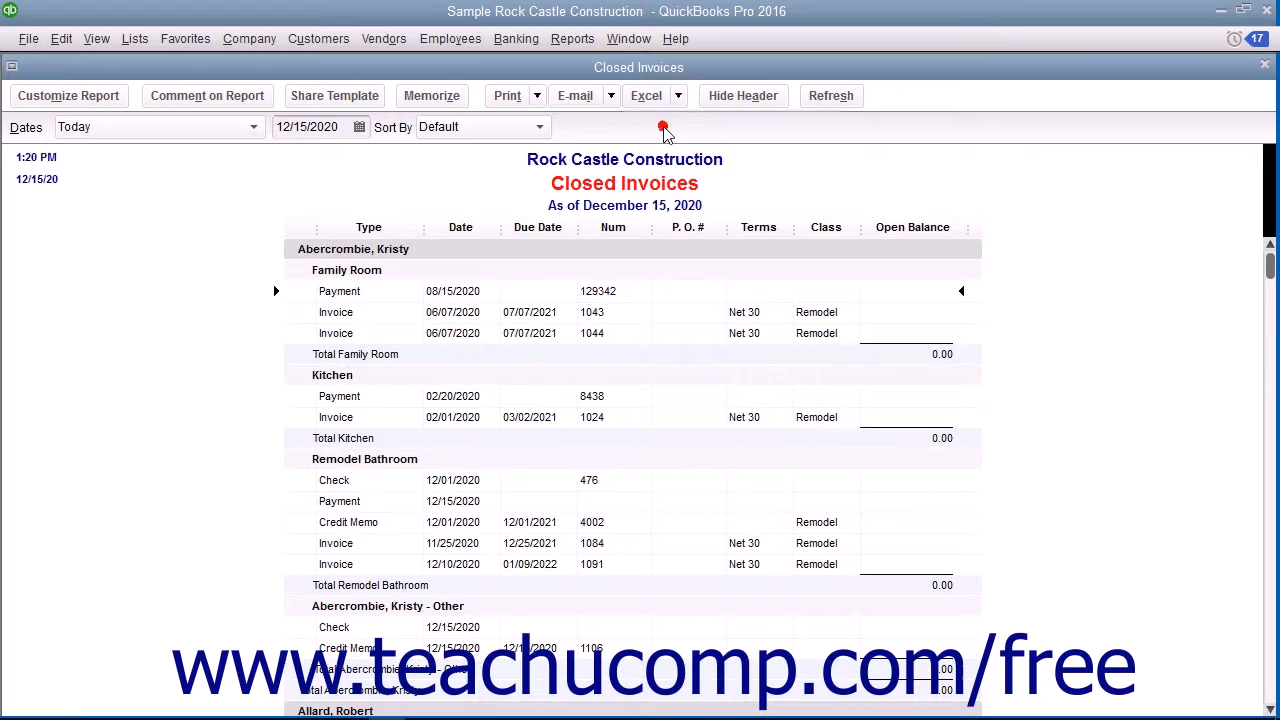 Sample Rock Castle Construction - QuickBooks Pro 2016
File Edit View Lists Favorites Company Customers Vendors Employees Banking Reports Window Help 17
Closed Invoices
Customize Report Comment on Report Share Template Memorize Print E-mail Excel Hide Header Refresh
Dates Today 12/15/2020 Sort By Default
1:20 PM
12/15/20
Rock Castle Construction
Closed Invoices
As of December 15, 2020
Type Date Due Date Num P. O. # Terms Class Open Balance
Abercrombie, Kristy
Family Room
Payment 08/15/2020 129342
Invoice 06/07/2020 07/07/2021 1043 Net 30 Remodel
Invoice 06/07/2020 07/07/2021 1044 Net 30 Remodel
Total Family Room 0.00
Kitchen
Payment 02/20/2020 8438
Invoice 02/01/2020 03/02/2021 1024 Net 30 Remodel
Total Kitchen 0.00
Remodel Bathroom
Check 12/01/2020 476
Payment 12/15/2020
Credit Memo 12/01/2020 12/01/2021 4002 Remodel
Invoice 11/25/2020 12/25/2021 1084 Net 30 Remodel
Invoice 12/10/2020 01/09/2022 1091 Net 30 Remodel
Total Remodel Bathroom 0.00
Abercrombie, Kristy - Other
Check 12/15/2020
Credit Memo 1106
www.teachucomp.com/free
Allard, Robert